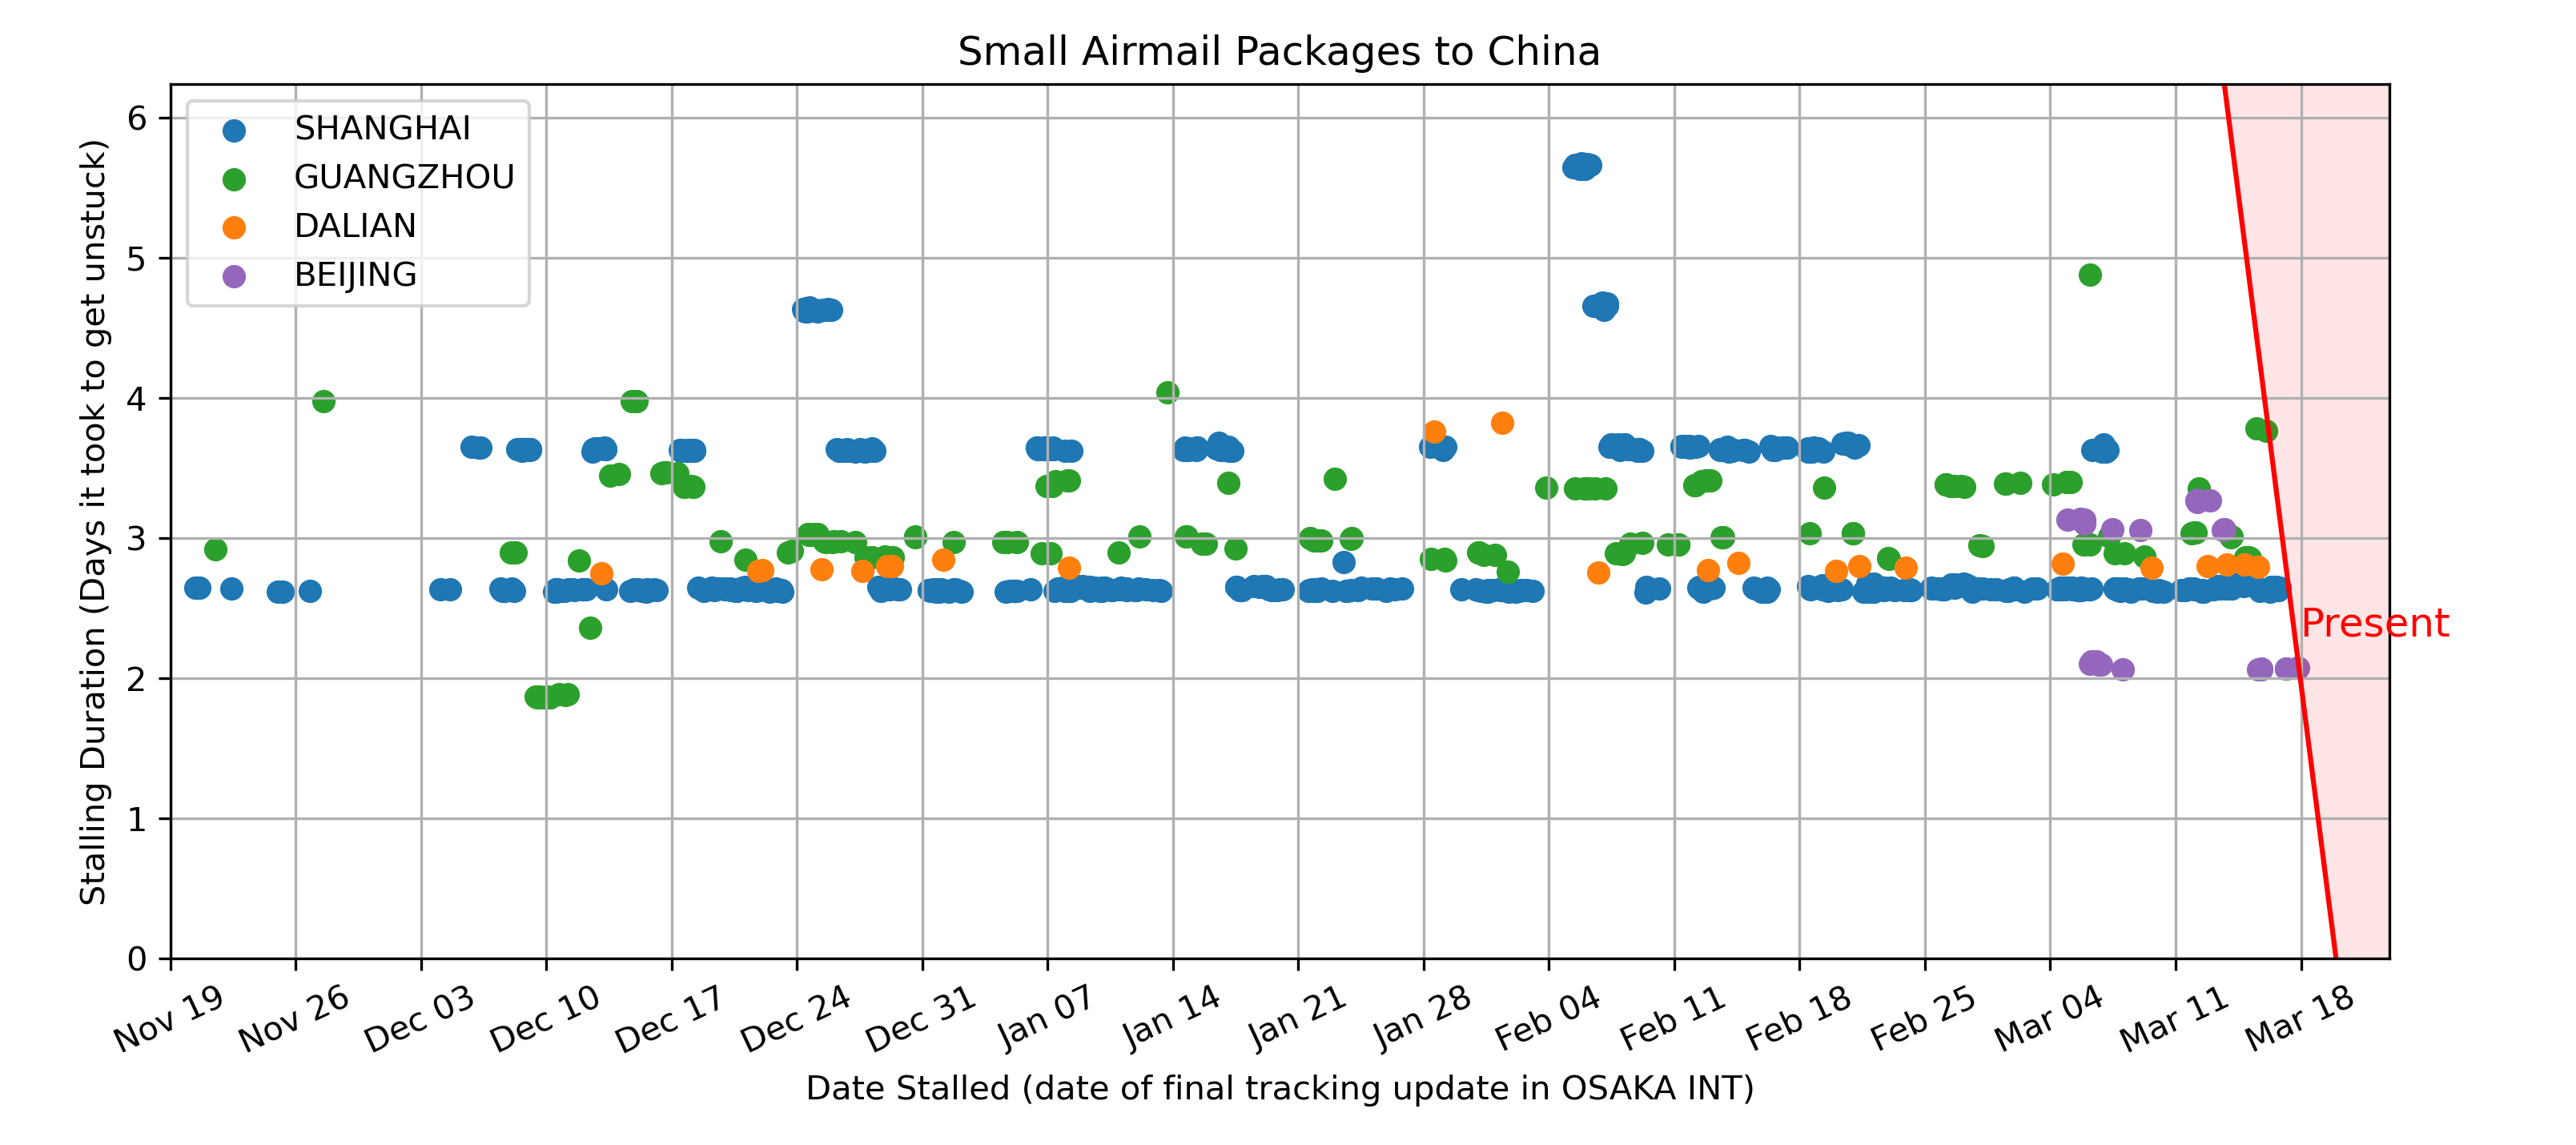 Small Airmail Packages to China
Stalling Duration (Days it took to get unstuck)
6
5
4
3
2
1
0
SHANGHAI
GUANGZHOU
DALIAN
BEIJING
Present
Nov 19
Nov 26
Dec 03
Dec 10
Dec 17
Dec 24
Dec 31
Jan 07
Jan 14
Jan 21
Jan 28
Feb 04
Feb 11
Feb 18
Feb 25
Mar 04
Mar 11
Mar 18
Date Stalled (date of final tracking update in OSAKA INT)